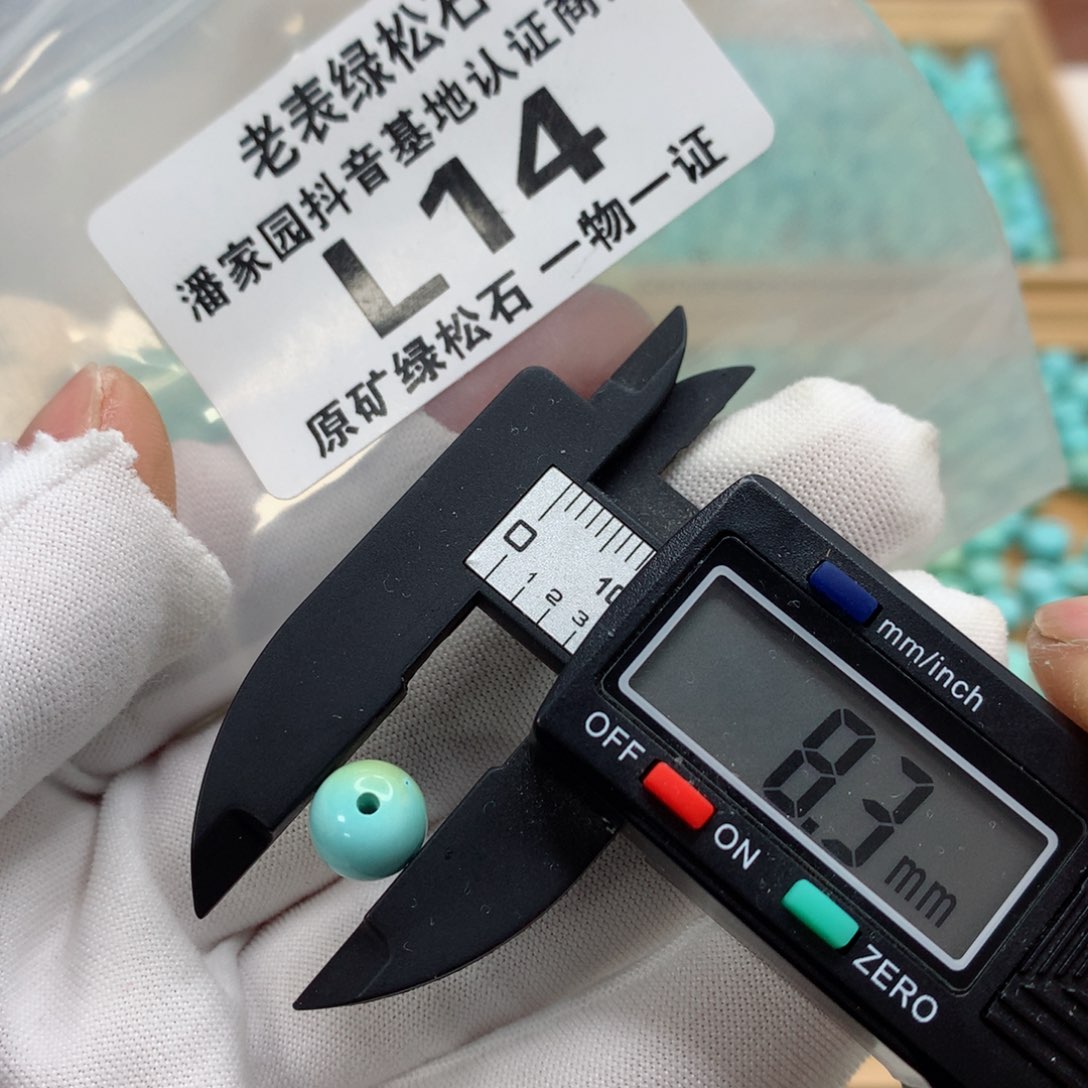 老表绿松石
潘家园抖音基地认证商
L14
原矿绿松石 一物一证
0
10
1 2 3
mm/inch
OFF
8.3 mm
ON
ZERO